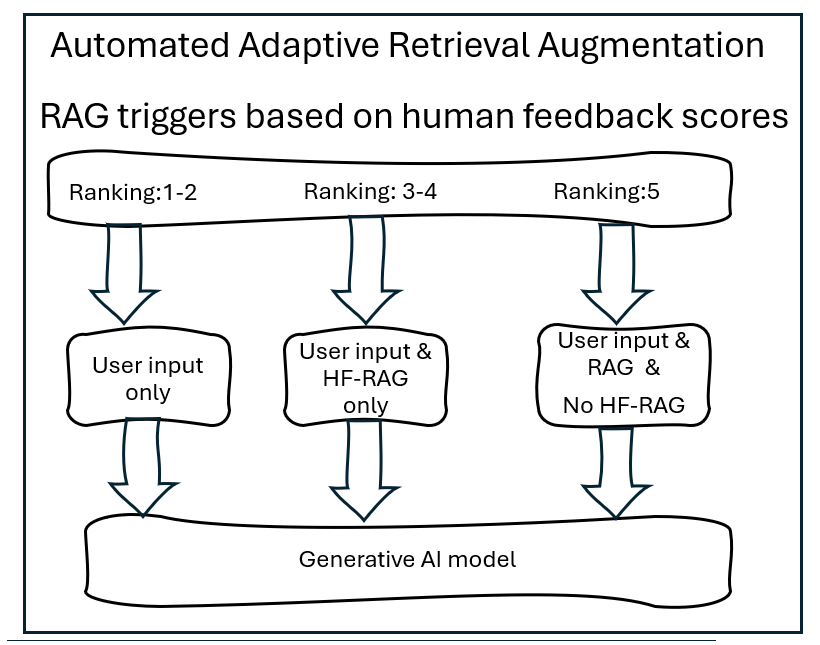 Automated Adaptive Retrieval Augmentation
RAG triggers based on human feedback scores
Ranking:1-2
Ranking: 3-4
Ranking:5
User input
only
User input &
HF-RAG
only
User input &
RAG &
No HF-RAG
Generative AI model